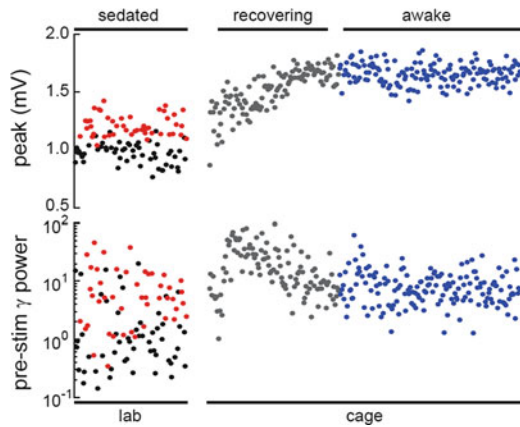 sedated recovering awake
2.0
1.5
1.0
0.5
peak (mV)
10²
10¹
10⁰
10⁻¹
pre-stim γ power
lab cage